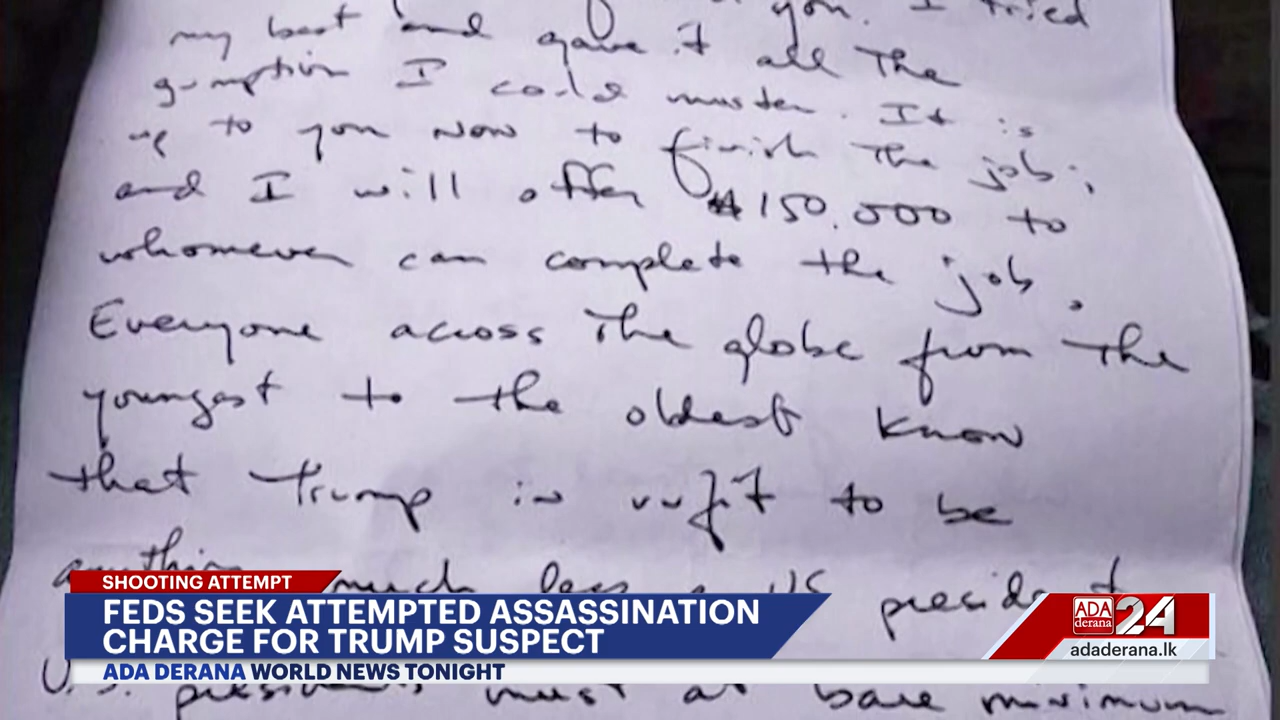 you. I tried
my best and gave it all the
gumption I could muster. It is
up to you now to finish the job;
and I will offer $150,000 to
whomever can complete the job.
Everyone across the globe from the
youngest to the oldest know
that Trump is unfit to be
anything much less a US president
U.S. presidents must at bare minimum
SHOOTING ATTEMPT
FEDS SEEK ATTEMPTED ASSASSINATION
CHARGE FOR TRUMP SUSPECT
ADA DERANA WORLD NEWS TONIGHT
ADA
derana 24
adaderana.lk